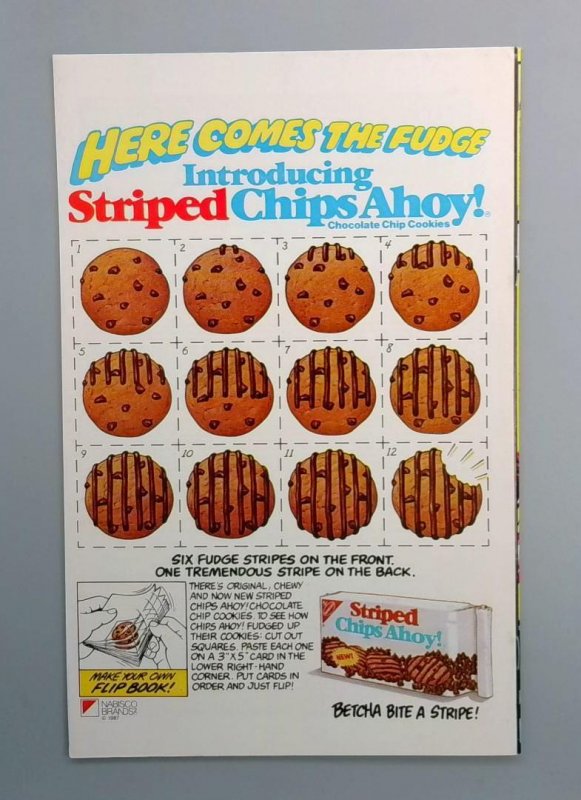 HERE COMES THE FUDGE
Introducing
Striped Chips Ahoy!®
Chocolate Chip Cookies
1 2 3 4
5 6 7 8
9 10 11 12
SIX FUDGE STRIPES ON THE FRONT.
ONE TREMENDOUS STRIPE ON THE BACK.
THERE'S ORIGINAL, CHEWY
AND NOW NEW STRIPED
CHIPS AHOY! CHOCOLATE
CHIP COOKIES. TO SEE HOW
CHIPS AHOY! FUDGED UP
THEIR COOKIES: CUT OUT
SQUARES. PASTE EACH ONE
ON A 3" X 5" CARD IN THE
LOWER RIGHT-HAND
CORNER. PUT CARDS IN
ORDER AND JUST FLIP!
MAKE YOUR OWN
FLIP BOOK!
NABISCO
BRANDS
© 1987
Striped
Chips Ahoy!
NEW!
BETCHA BITE A STRIPE!